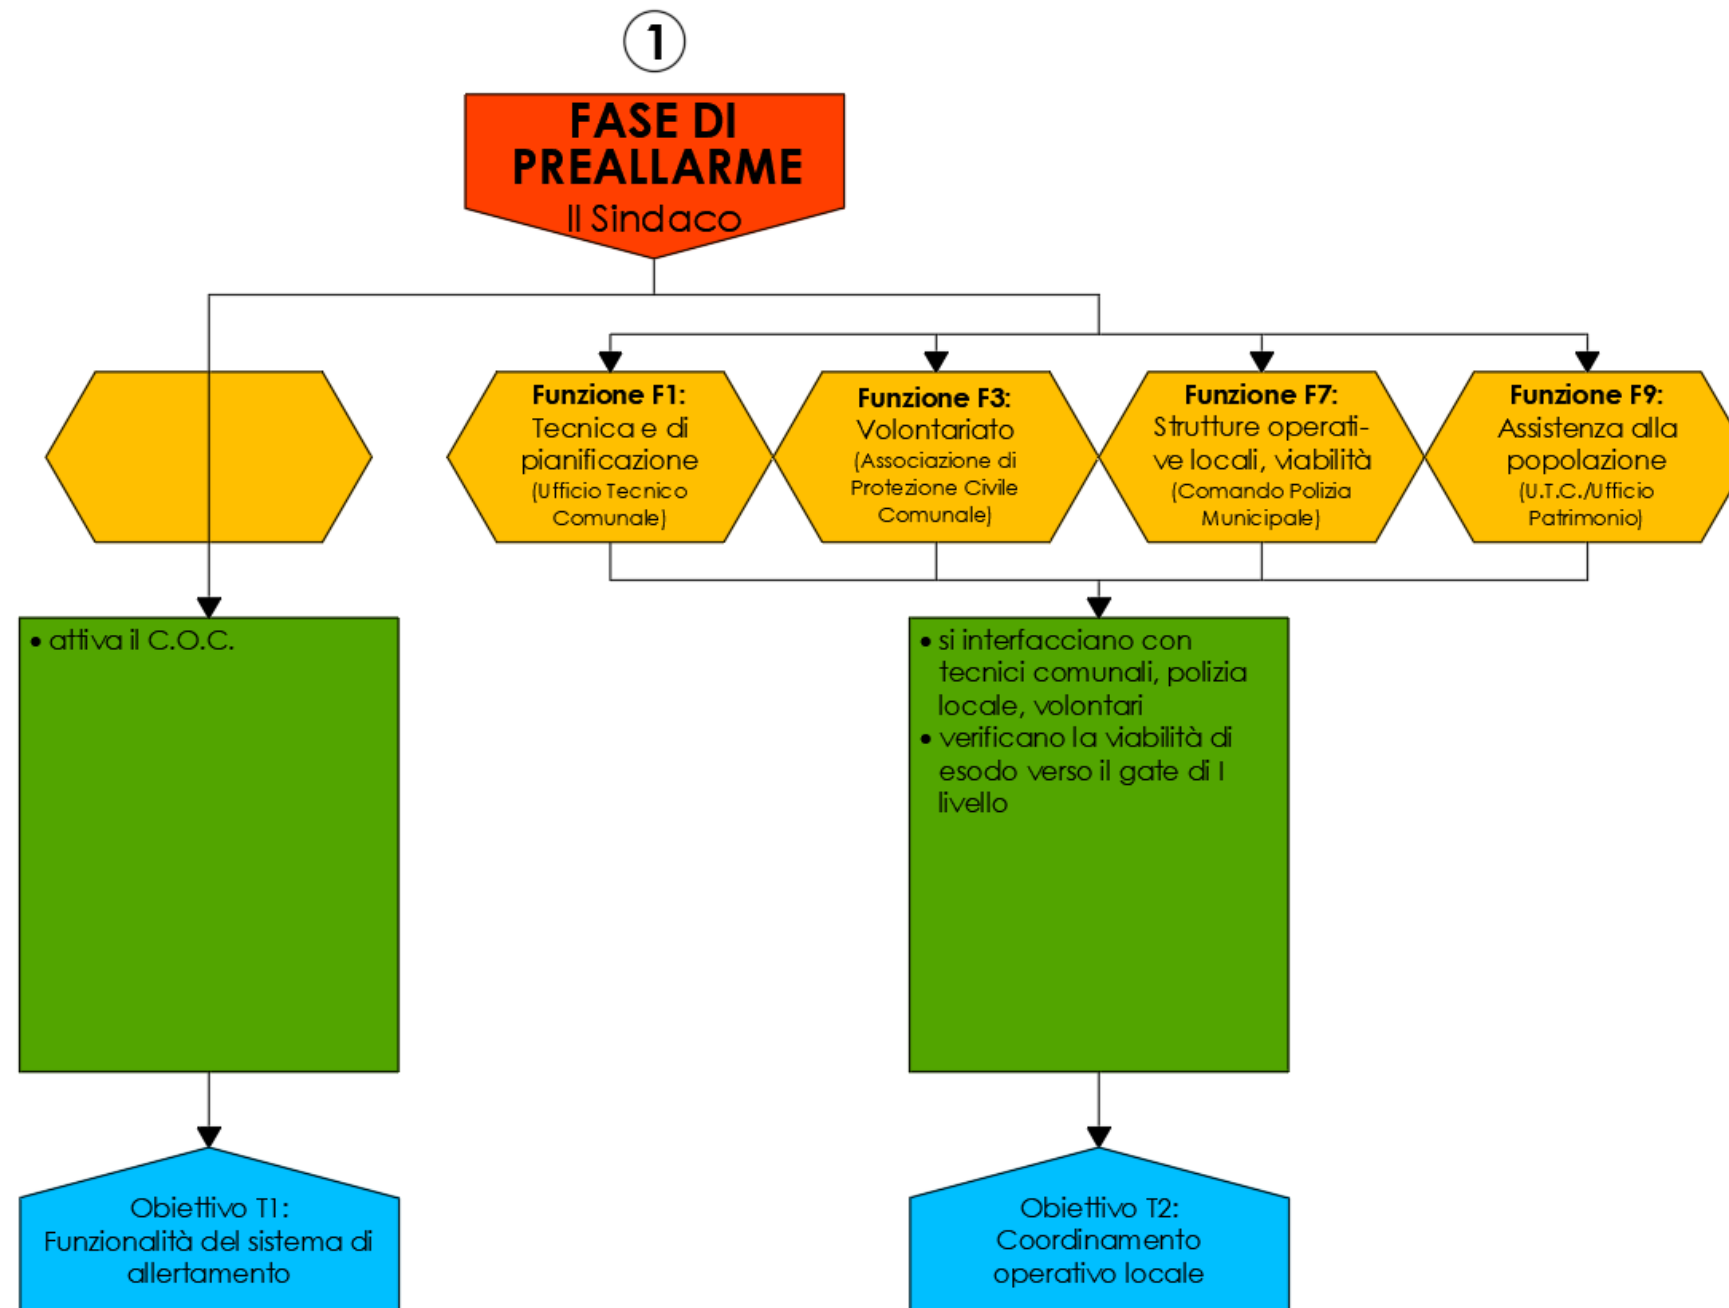 1
FASE DI
PREALLARME
Il Sindaco
Funzione F1:
Tecnica e di
pianificazione
(Ufficio Tecnico
Comunale)
Funzione F3:
Volontariato
(Associazione di
Protezione Civile
Comunale)
Funzione F7:
Strutture operati-
ve locali, viabilità
(Comando Polizia
Municipale)
Funzione F9:
Assistenza alla
popolazione
(U.T.C./Ufficio
Patrimonio)
• attiva il C.O.C.
• si interfacciano con
tecnici comunali, polizia
locale, volontari
• verificano la viabilità di
esodo verso il gate di I
livello
Obiettivo T1:
Funzionalità del sistema di
allertamento
Obiettivo T2:
Coordinamento
operativo locale